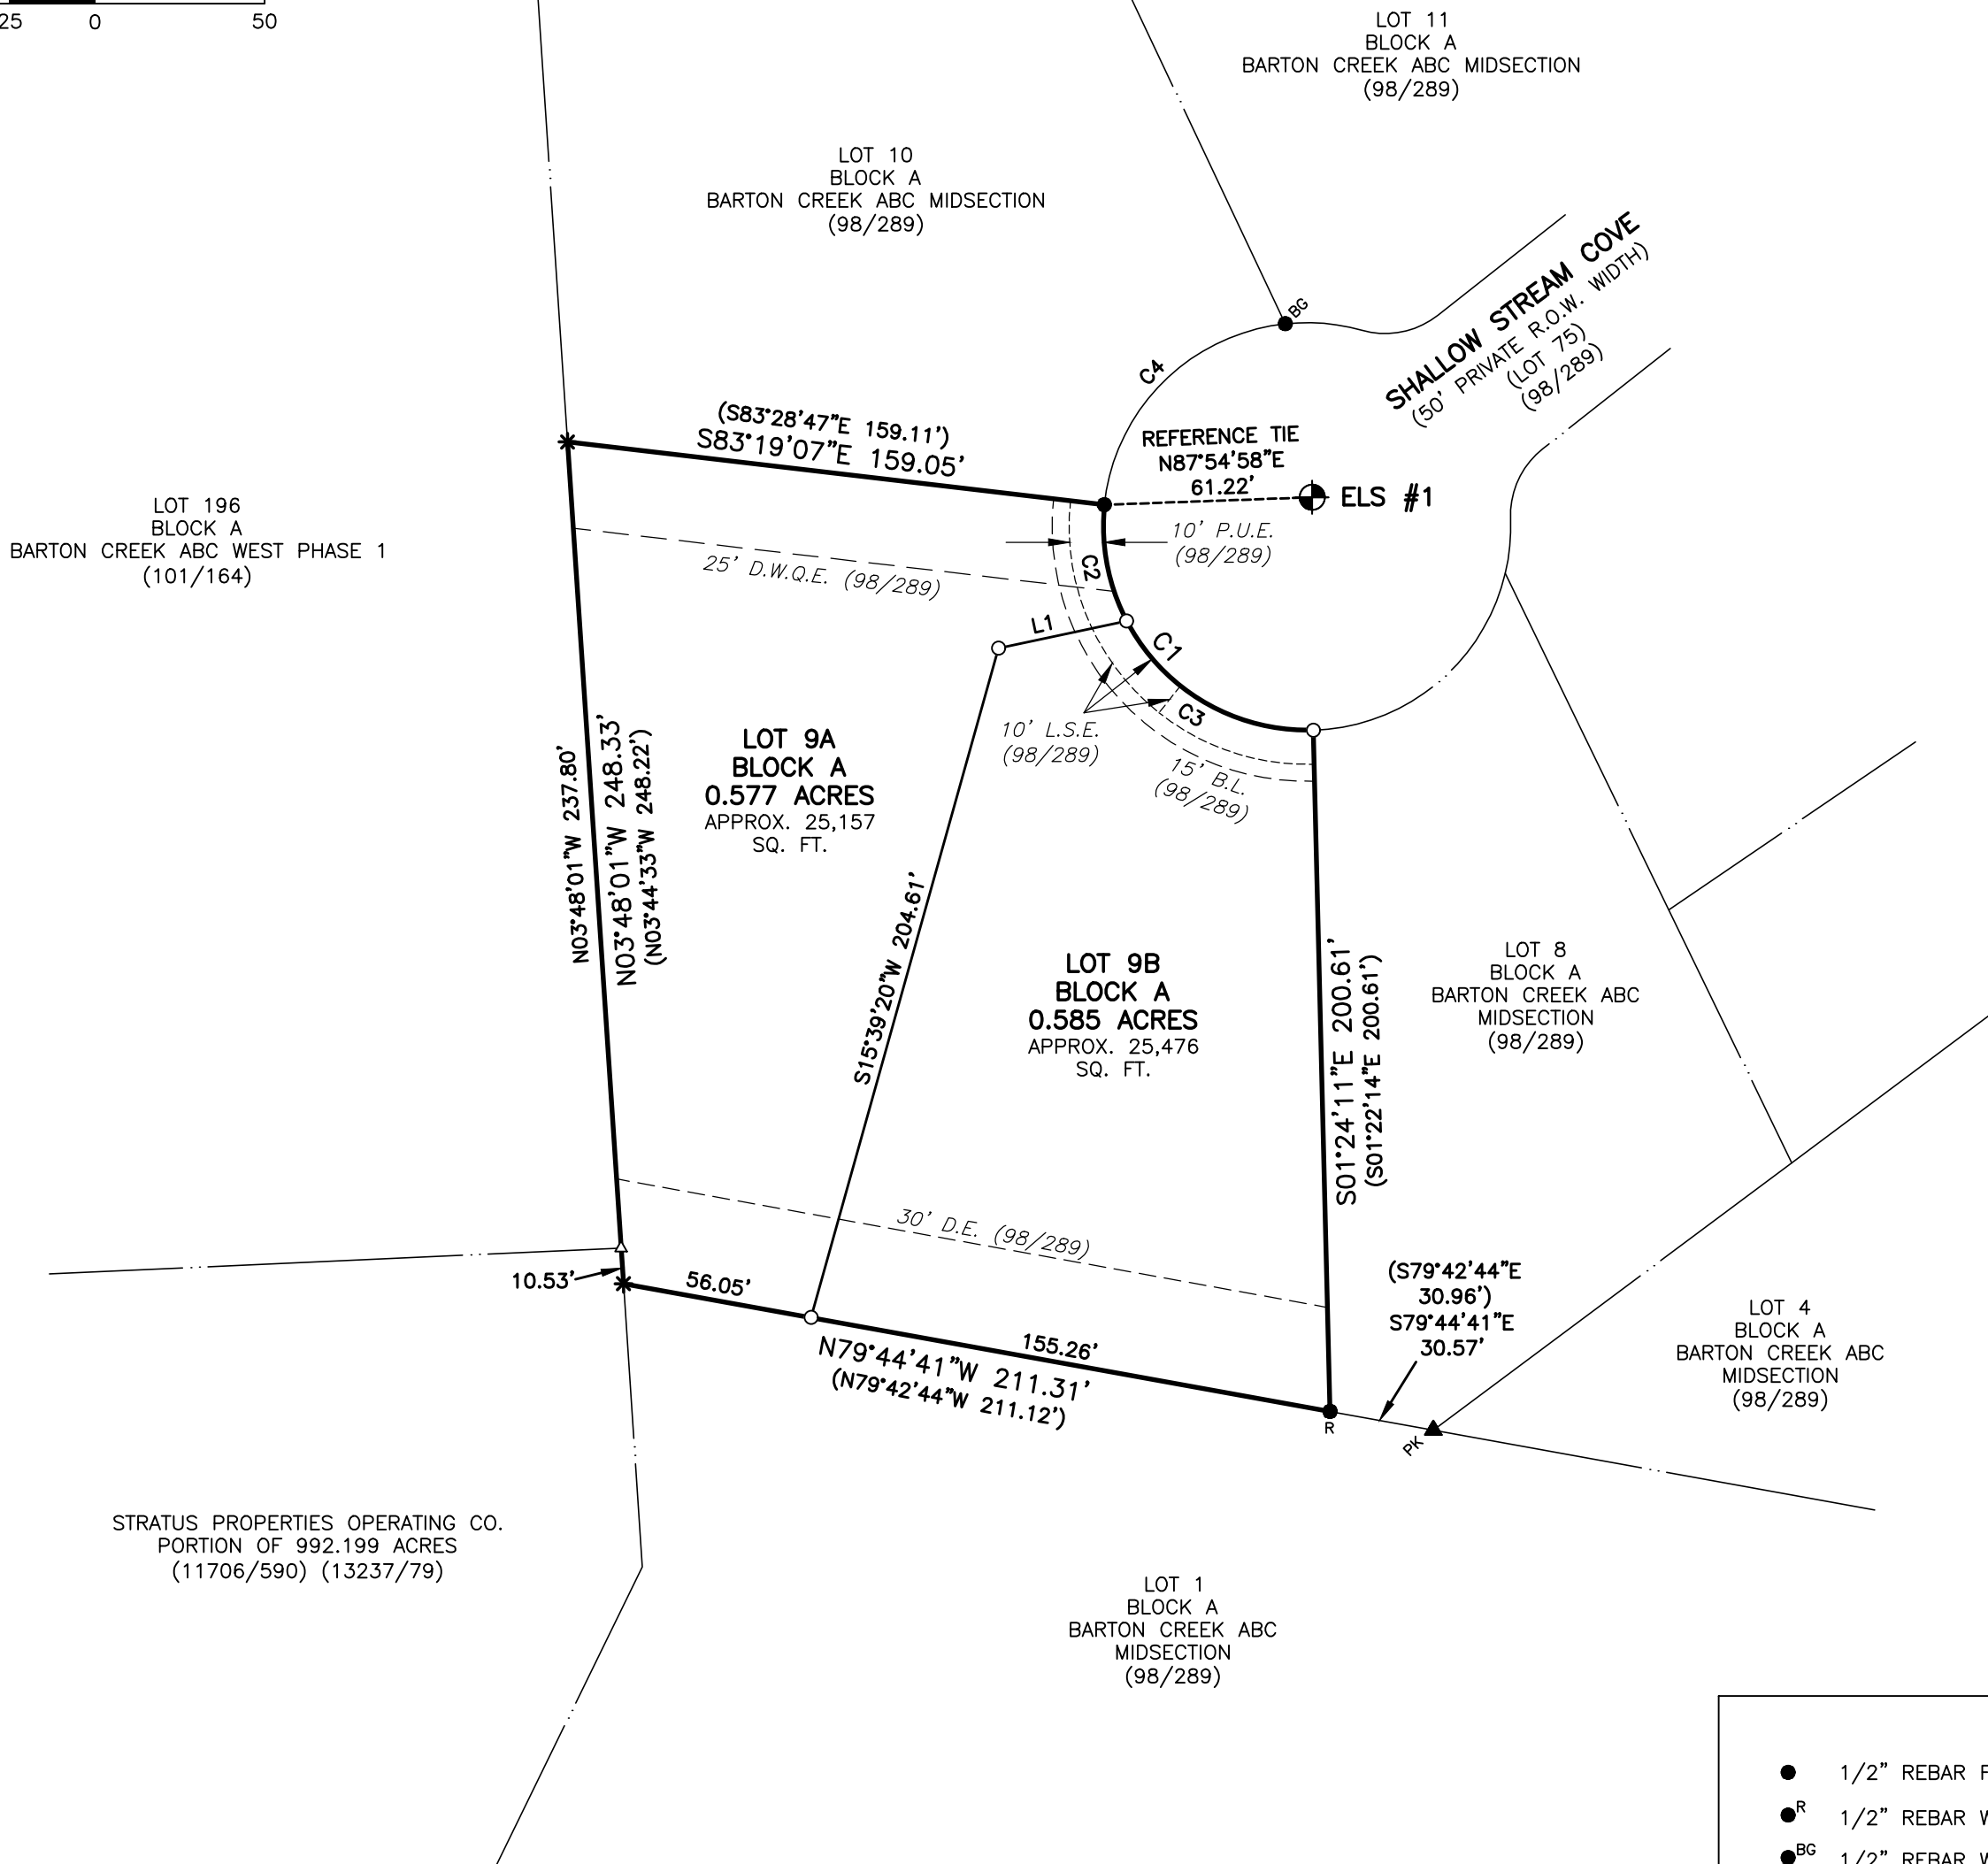 25 0 50
LOT 11
BLOCK A
BARTON CREEK ABC MIDSECTION
(98/289)
LOT 10
BLOCK A
BARTON CREEK ABC MIDSECTION
(98/289)
SHALLOW STREAM COVE
(50' PRIVATE R.O.W. WIDTH)
(LOT 75)
(98/289)
BG
C4
(S83°28'47"E 159.11')
S83°19'07"E 159.05'
REFERENCE TIE
N87°54'58"E
61.22'
ELS #1
LOT 196
BLOCK A
BARTON CREEK ABC WEST PHASE 1
(101/164)
10' P.U.E.
(98/289)
25' D.W.Q.E. (98/289)
C2
L1
C1
C3
10' L.S.E.
(98/289)
15' B.L.
(98/289)
N03°48'01"W 237.80'
N03°48'01"W 248.33'
(N03°44'33"W 248.22')
LOT 9A
BLOCK A
0.577 ACRES
APPROX. 25,157
SQ. FT.
S15°39'20"W 204.61'
LOT 9B
BLOCK A
0.585 ACRES
APPROX. 25,476
SQ. FT.
S01°24'11"E 200.61'
(S01°22'14"E 200.61')
LOT 8
BLOCK A
BARTON CREEK ABC
MIDSECTION
(98/289)
30' D.E. (98/289)
10.53'
56.05'
155.26'
N79°44'41"W 211.31'
(N79°42'44"W 211.12')
(S79°42'44"E
30.96')
S79°44'41"E
30.57'
R
PK
LOT 4
BLOCK A
BARTON CREEK ABC
MIDSECTION
(98/289)
STRATUS PROPERTIES OPERATING CO.
PORTION OF 992.199 ACRES
(11706/590) (13237/79)
LOT 1
BLOCK A
BARTON CREEK ABC
MIDSECTION
(98/289)
1/2" REBAR F
R 1/2" REBAR W
BG 1/2" REBAR W